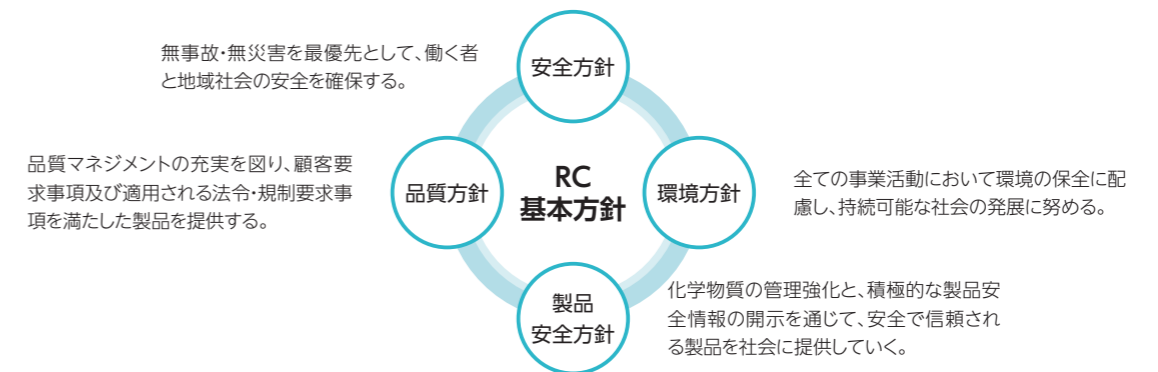 安全方針
無事故・無災害を最優先として、働く者
と地域社会の安全を確保する。
品質方針
品質マネジメントの充実を図り、顧客要
求事項及び適用される法令・規制要求事
項を満たした製品を提供する。
RC
基本方針
環境方針
全ての事業活動において環境の保全に配
慮し、持続可能な社会の発展に努める。
製品
安全方針
化学物質の管理強化と、積極的な製品安
全情報の開示を通じて、安全で信頼され
る製品を社会に提供していく。